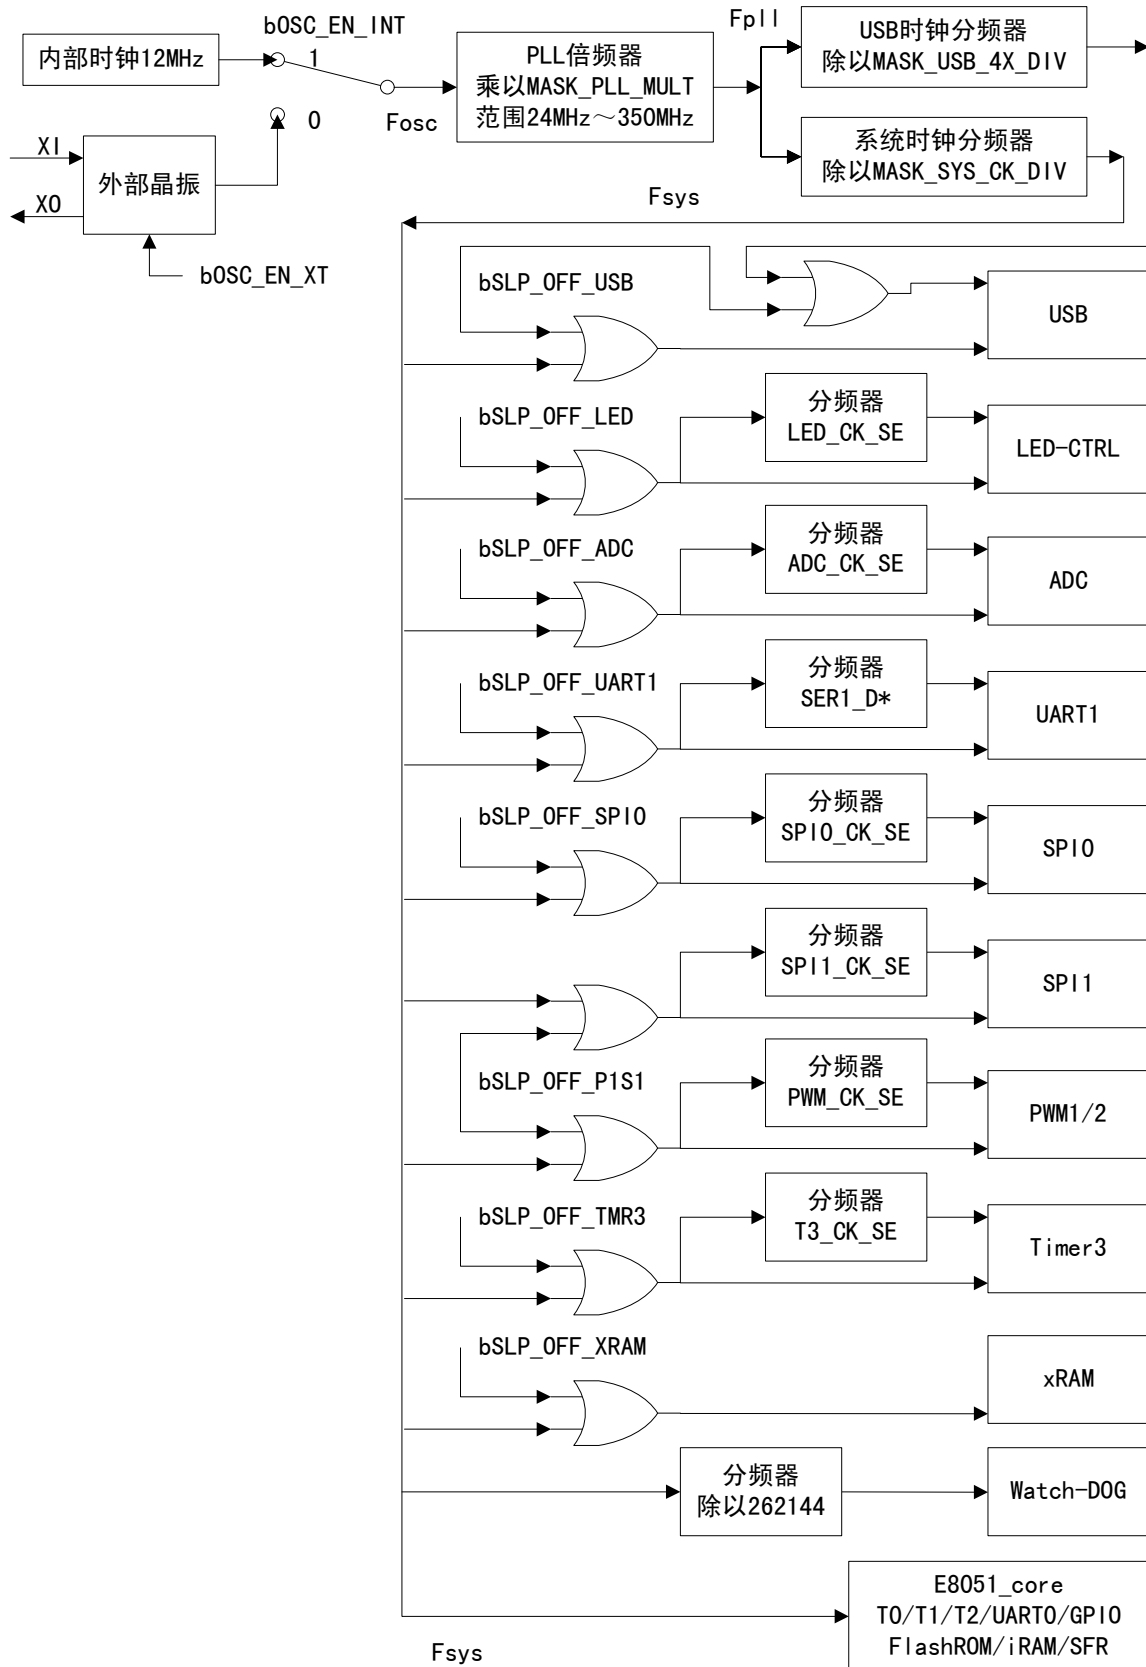 bOSC_EN_INT
内部时钟12MHz
1
0
Fosc
PLL倍频器
乘以MASK_PLL_MULT
范围24MHz～350MHz
Fpll
USB时钟分频器
除以MASK_USB_4X_DIV
系统时钟分频器
除以MASK_SYS_CK_DIV
XI
XO
外部晶振
bOSC_EN_XT
Fsys
bSLP_OFF_USB
USB
bSLP_OFF_LED
分频器
LED_CK_SE
LED-CTRL
bSLP_OFF_ADC
分频器
ADC_CK_SE
ADC
bSLP_OFF_UART1
分频器
SER1_D*
UART1
bSLP_OFF_SPI0
分频器
SPI0_CK_SE
SPI0
分频器
SPI1_CK_SE
SPI1
bSLP_OFF_P1S1
分频器
PWM_CK_SE
PWM1/2
bSLP_OFF_TMR3
分频器
T3_CK_SE
Timer3
bSLP_OFF_XRAM
xRAM
分频器
除以262144
Watch-DOG
E8051_core
T0/T1/T2/UART0/GPIO
FlashROM/iRAM/SFR
Fsys